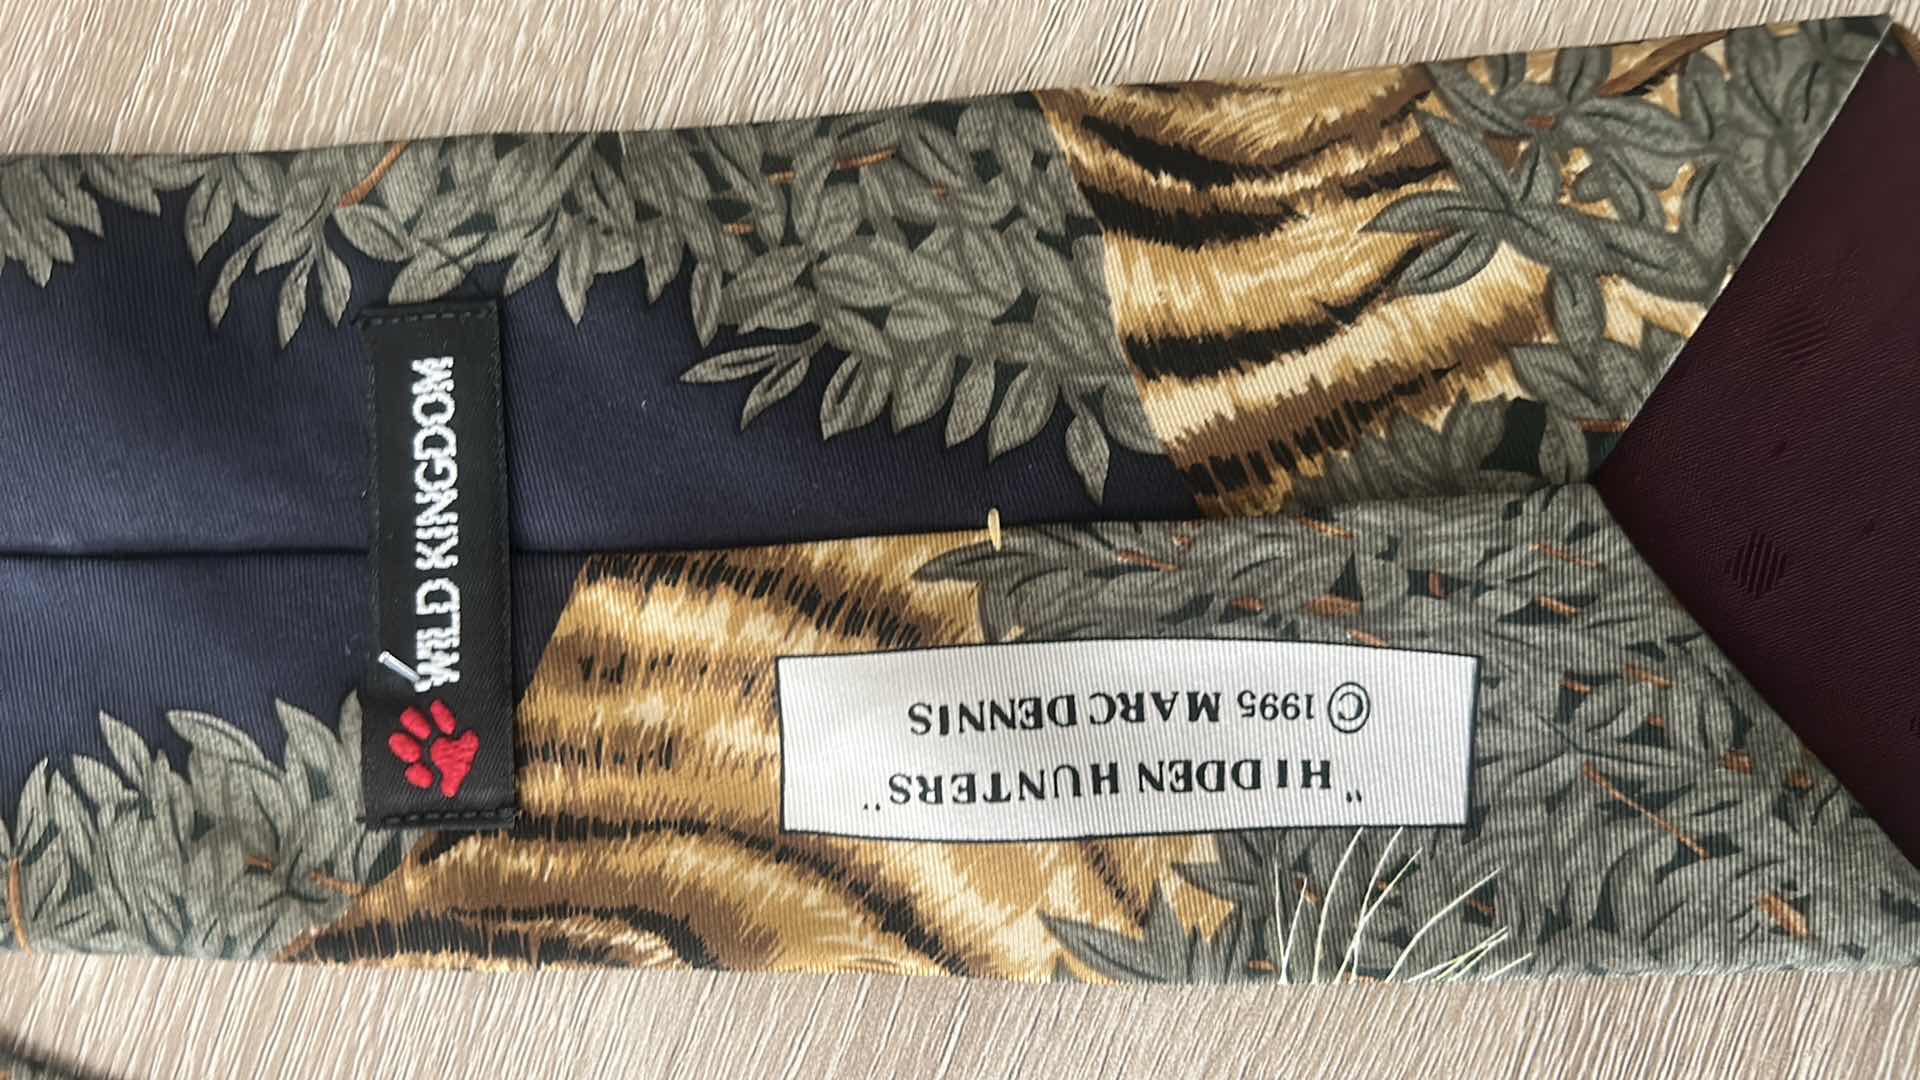 WILD KINGDOM
"HIDDEN HUNTERS"
© 1995 MARC DENNIS